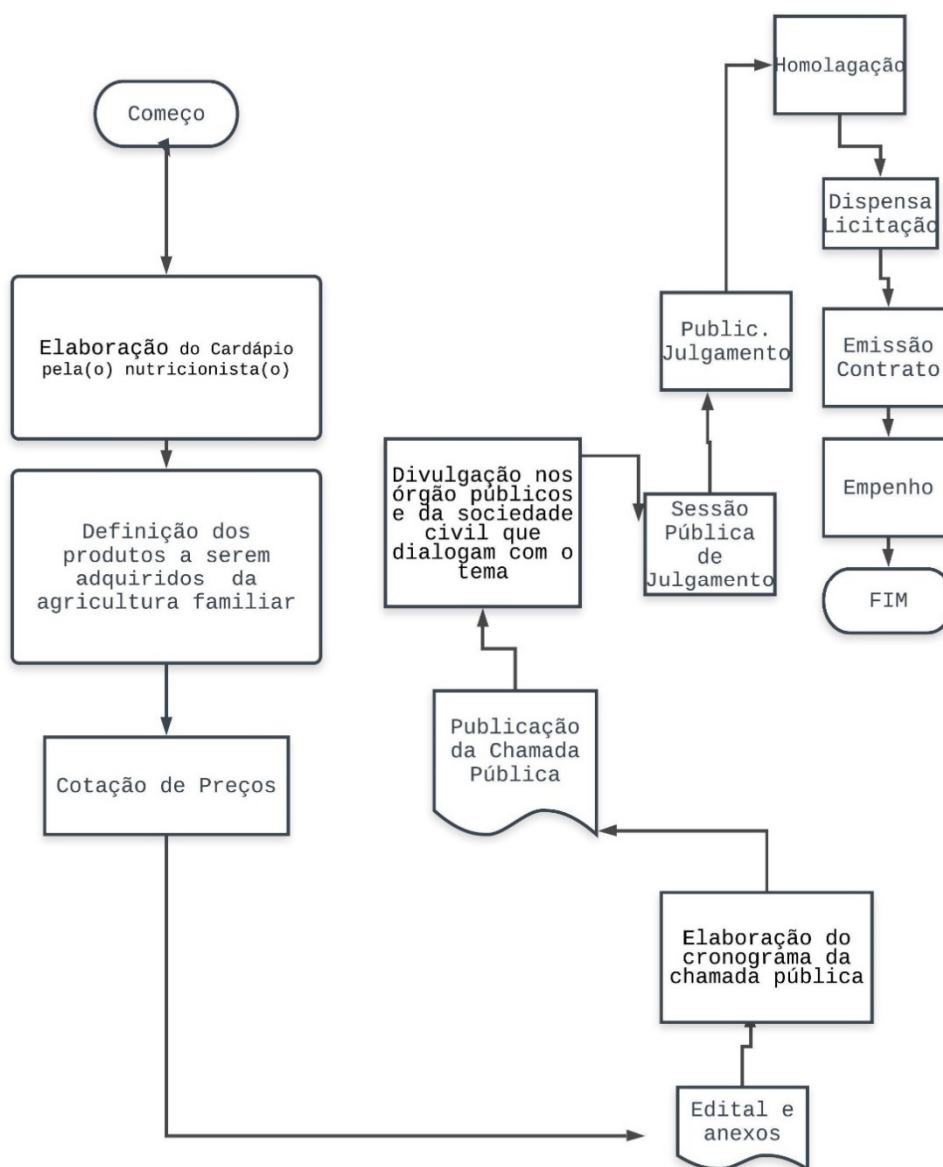 Começo
Elaboração do Cardápio
pela(o) nutricionista(o)
Definição dos
produtos a serem
adquiridos da
agricultura familiar
Cotação de Preços
Edital e
anexos
Elaboração do
cronograma da
chamada pública
Publicação
da Chamada
Pública
Divulgação nos
órgão públicos
e da sociedade
civil que
dialogam com o
tema
Sessão
Pública
de
Julgamento
Public.
Julgamento
Homolagação
Dispensa
Licitação
Emissão
Contrato
Empenho
FIM